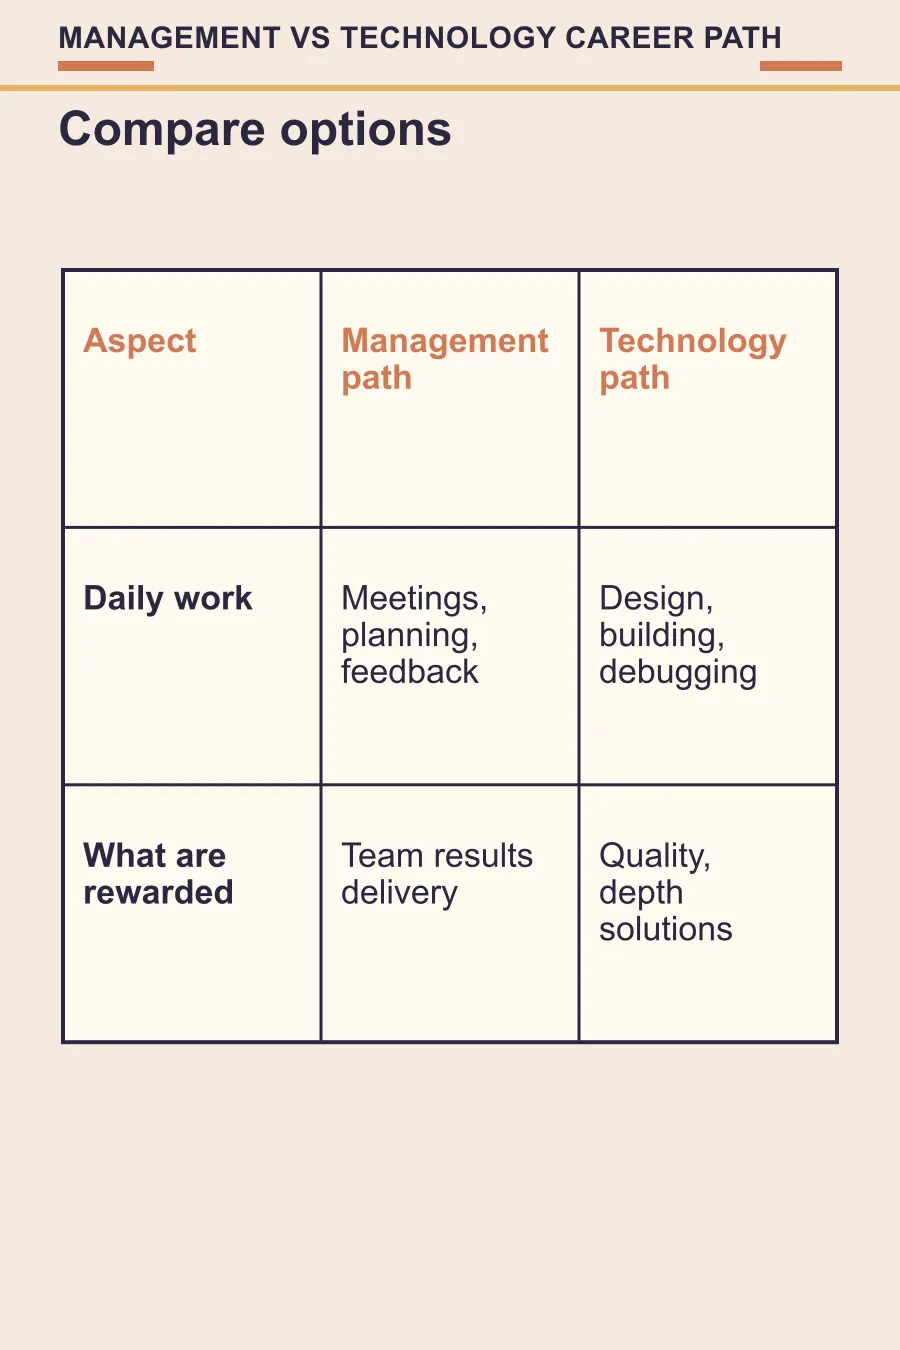 MANAGEMENT VS TECHNOLOGY CAREER PATH
Compare options
Aspect
Management
path
Technology
path
Daily work
Meetings,
planning,
feedback
Design,
building,
debugging
What are
rewarded
Team results
delivery
Quality,
depth
solutions